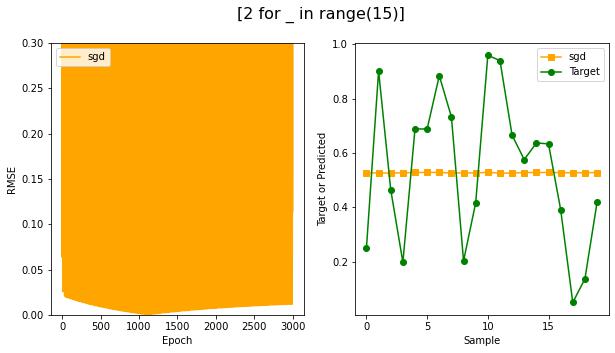 [2 for _ in range(15)]
sgd
RMSE
0.30
0.25
0.20
0.15
0.10
0.05
0.00
0
500
1000
1500
2000
2500
3000
Epoch
sgd
Target
Target or Predicted
1.0
0.8
0.6
0.4
0.2
0
5
10
15
Sample